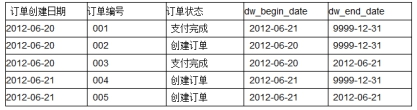 订单创建日期 订单编号 订单状态 dw_begin_date dw_end_date
2012-06-20 001 支付完成 2012-06-21 9999-12-31
2012-06-20 002 创建订单 2012-06-20 9999-12-31
2012-06-20 003 支付完成 2012-06-20 2012-06-20
2012-06-21 004 创建订单 2012-06-21 9999-12-31
2012-06-21 005 创建订单 2012-06-21 2012-06-21